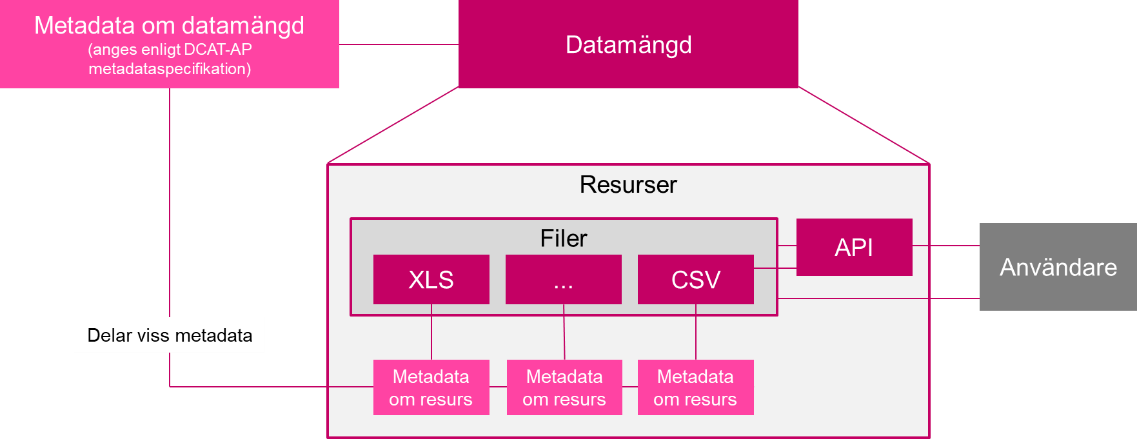 Metadata om datamängd
(anges enligt DCAT-AP
metadataspecifikation)
Datamängd
Resurser
Filer
XLS
...
CSV
API
Användare
Delar viss metadata
Metadata
om resurs
Metadata
om resurs
Metadata
om resurs